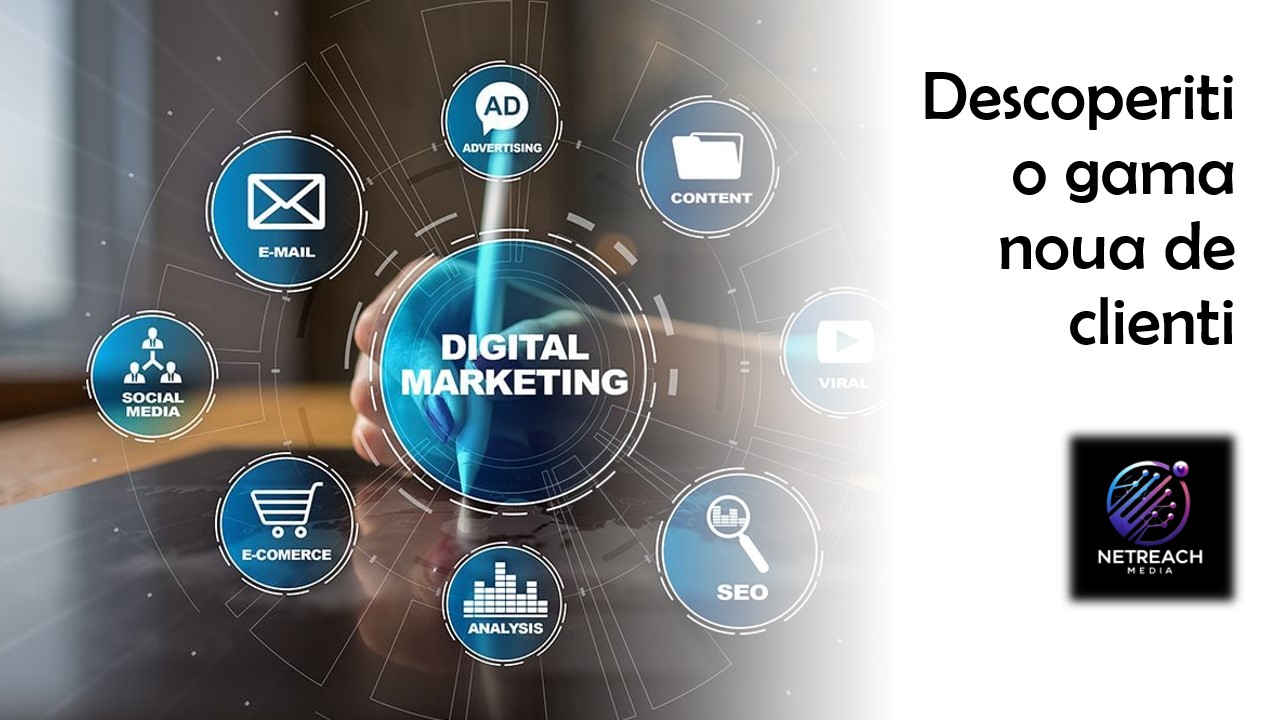 AD
ADVERTISING
CONTENT
E-MAIL
DIGITAL
MARKETING
VIRAL
SOCIAL
MEDIA
E-COMERCE
ANALYSIS
SEO
Descoperiti
o gama
noua de
clienti
NETREACH
MEDIA